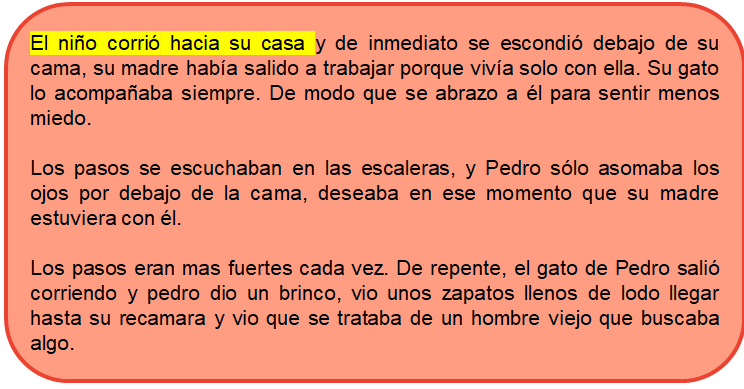 El niño corrió hacia su casa y de inmediato se escondió debajo de su
cama, su madre había salido a trabajar porque vivía solo con ella. Su gato
lo acompañaba siempre. De modo que se abrazo a él para sentir menos
miedo.
Los pasos se escuchaban en las escaleras, y Pedro sólo asomaba los
ojos por debajo de la cama, deseaba en ese momento que su madre
estuviera con él.
Los pasos eran mas fuertes cada vez. De repente, el gato de Pedro salió
corriendo y pedro dio un brinco, vio unos zapatos llenos de lodo llegar
hasta su recamara y vio que se trataba de un hombre viejo que buscaba
algo.